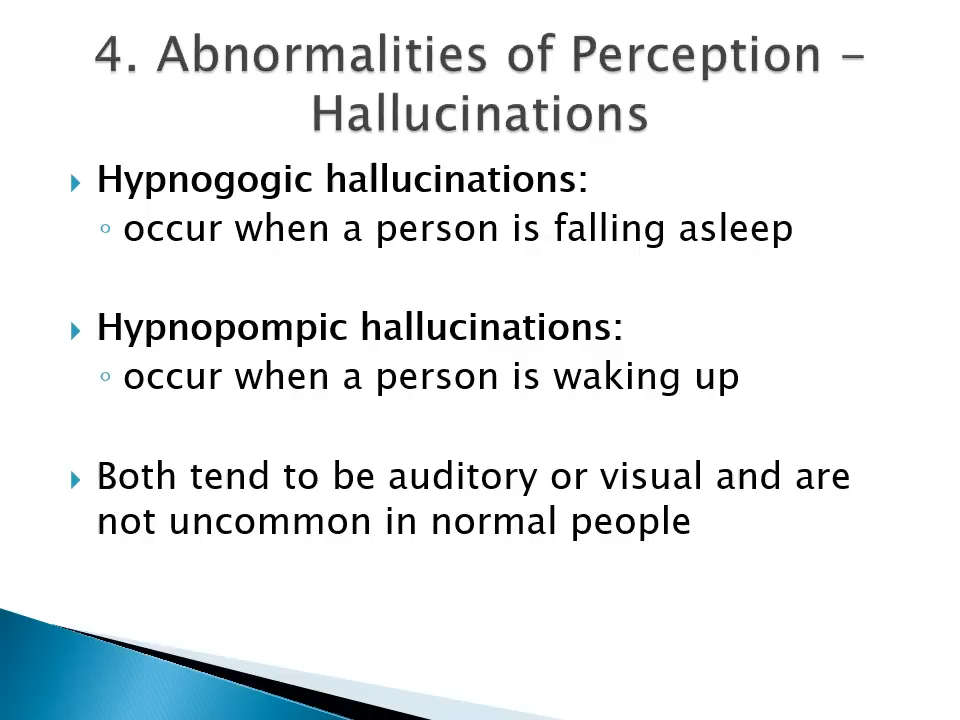 4. Abnormalities of Perception -
Hallucinations
Hypnogogic hallucinations:
occur when a person is falling asleep
Hypnopompic hallucinations:
occur when a person is waking up
Both tend to be auditory or visual and are
not uncommon in normal people